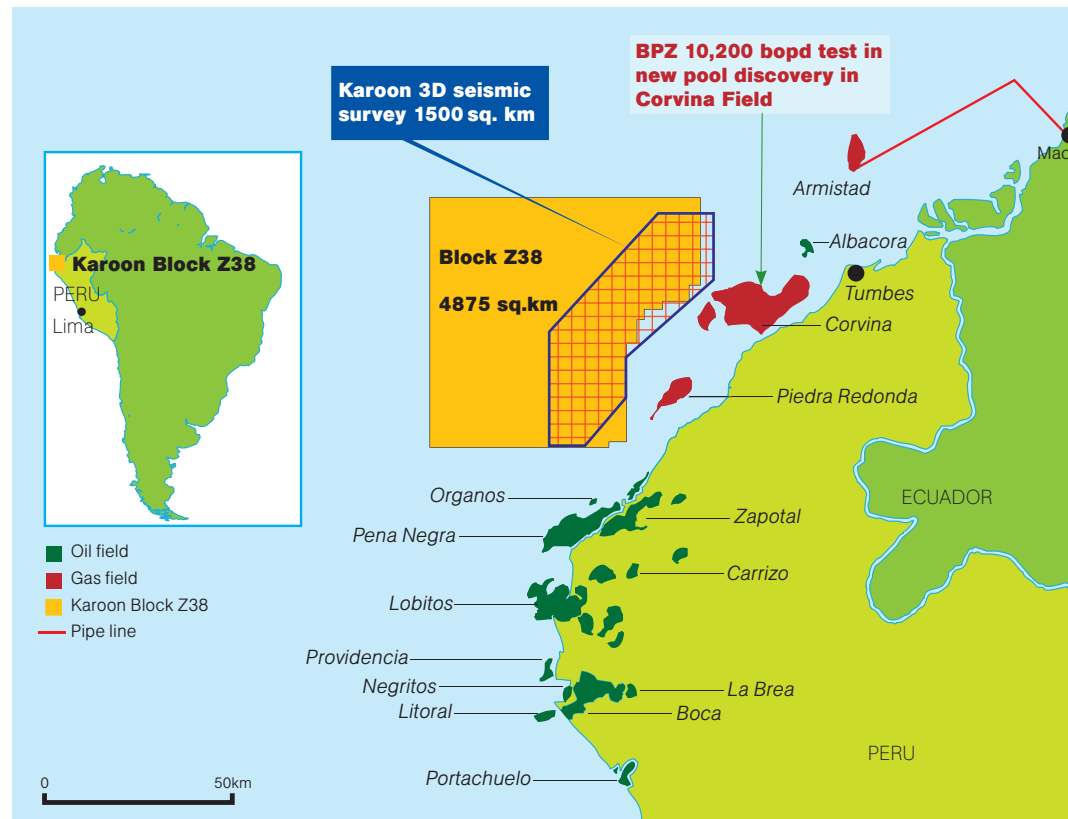 BPZ 10,200 bopd test in
new pool discovery in
Corvina Field
Karoon 3D seismic
survey 1500 sq. km
Armistad
Albacora
Tumbes
Corvina
Block Z38
4875 sq.km
Karoon Block Z38
PERU
Lima
Piedra Redonda
Organos
Pena Negra
Zapotal
ECUADOR
Carrizo
Lobitos
Oil field
Gas field
Karoon Block Z38
Pipe line
Providencia
Negritos
Litoral
La Brea
Boca
PERU
Portachuelo
0
50km